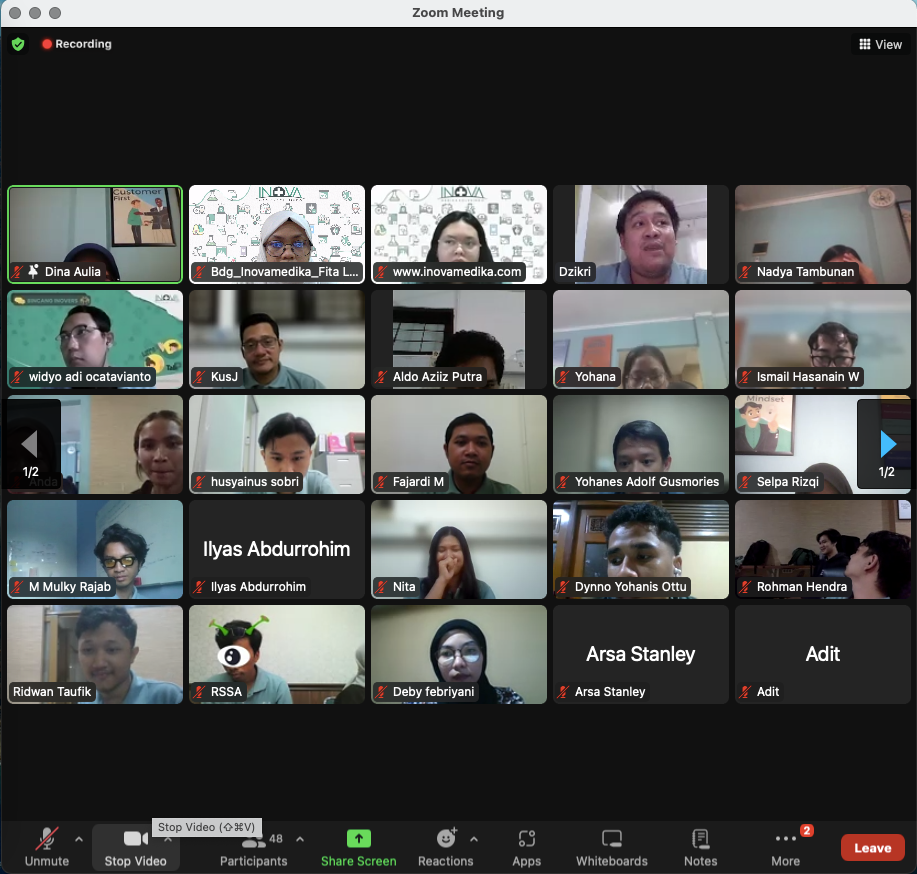 Zoom Meeting
Recording
View
Customer
First
Dina Aulia
INOVA
Bdg_Inovamedika_Fita L...
INOVA
www.inovamedika.com
Dzikri
Nadya Tambunan
BINCANG INOVERS
INOVA
widyo adi ocatavianto
KusJ
Aldo Aziiz Putra
Yohana
Ismail Hasanain W
1/2
Anda
husyainus sobri
Fajardi M
Yohanes Adolf Gusmories
Mindset
Selpa Rizqi
1/2
M Mulky Rajab
Ilyas Abdurrohim
Ilyas Abdurrohim
Nita
Dynno Yohanis Ottu
Rohman Hendra
Ridwan Taufik
RSSA
Deby febriyani
Arsa Stanley
Arsa Stanley
Adit
Adit
Stop Video (⇧⌘V)
48
2
Unmute
Stop Video
Participants
Share Screen
Reactions
Apps
Whiteboards
Notes
More
Leave